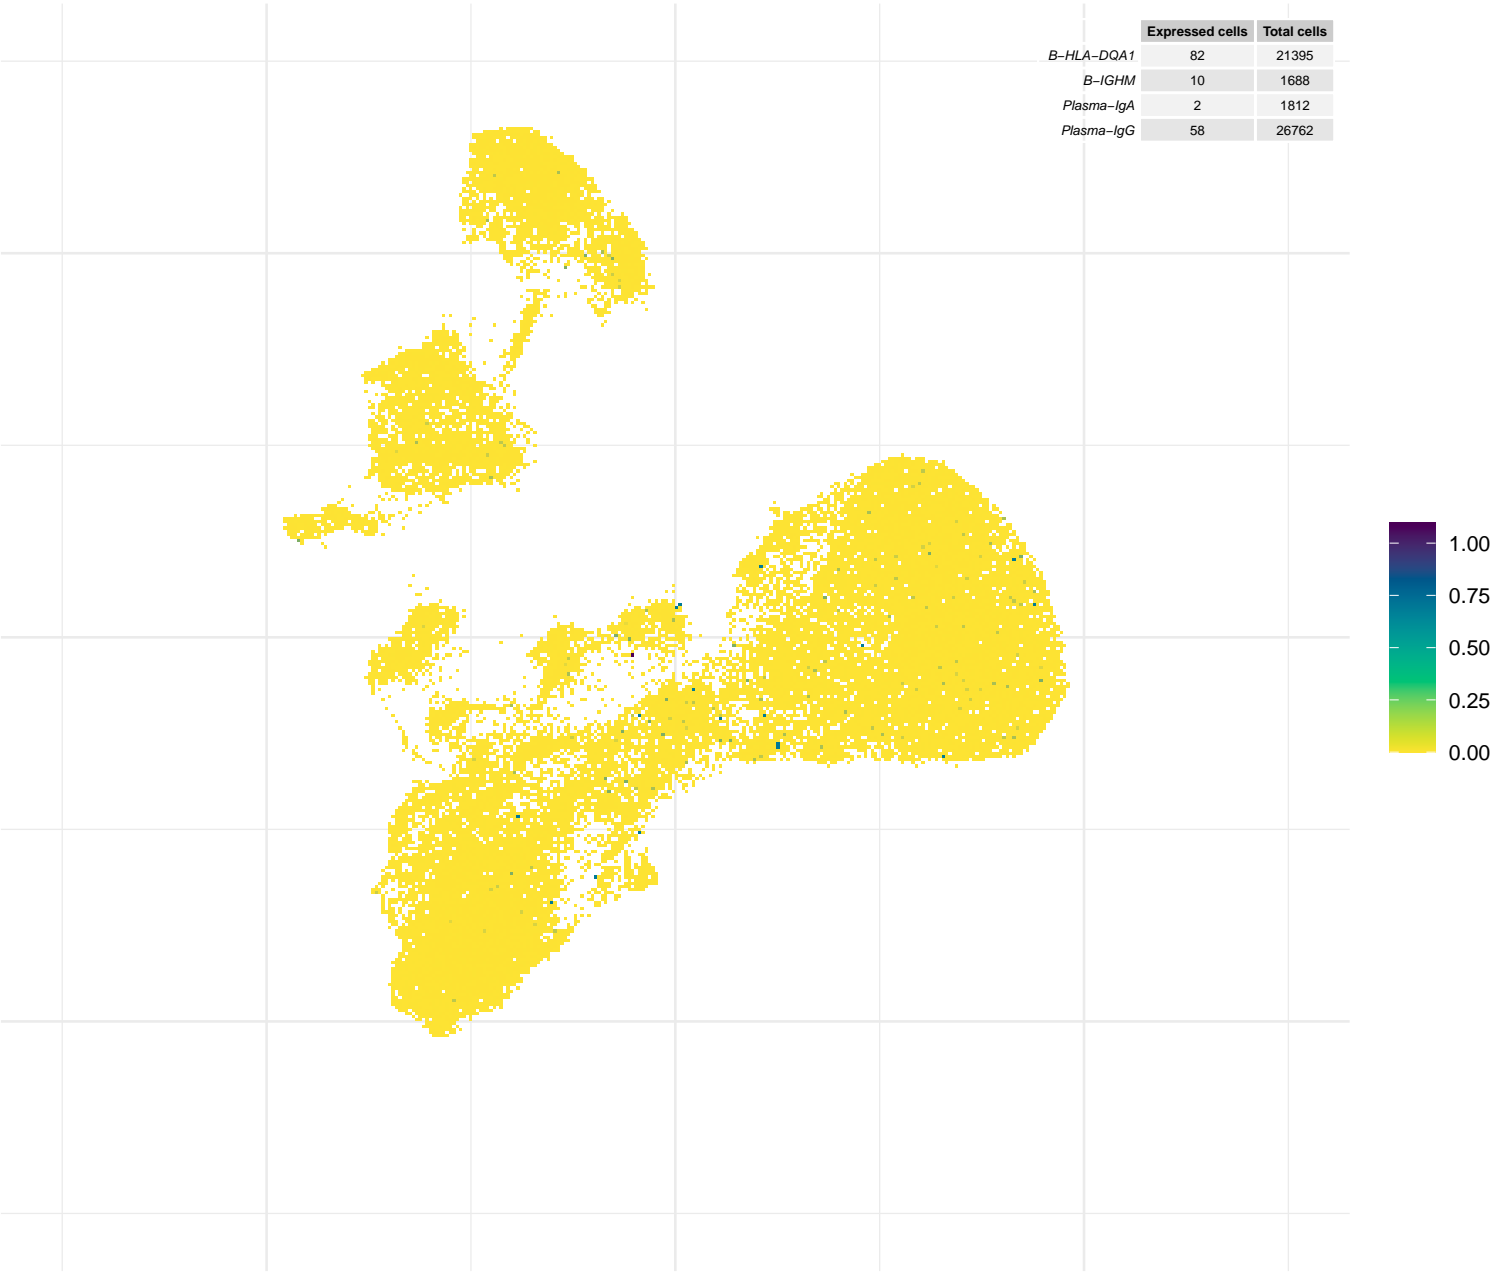 Expressed cells Total cells
B−HLA−DQA1 82 21395
B−IGHM 10 1688
Plasma−IgA 2 1812
Plasma−IgG 58 26762
1.00
0.75
0.50
0.25
0.00